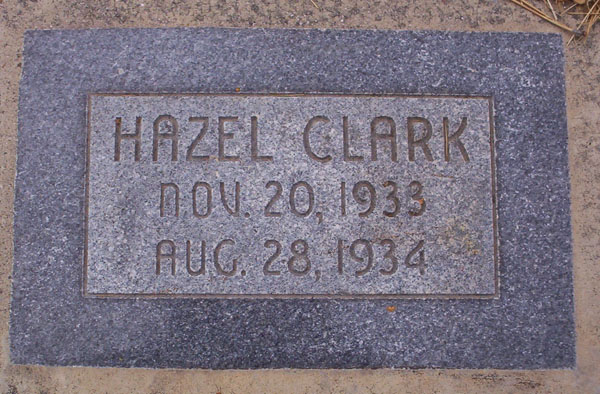 HAZEL CLARK
NOV. 20, 1933
AUG. 28, 1934